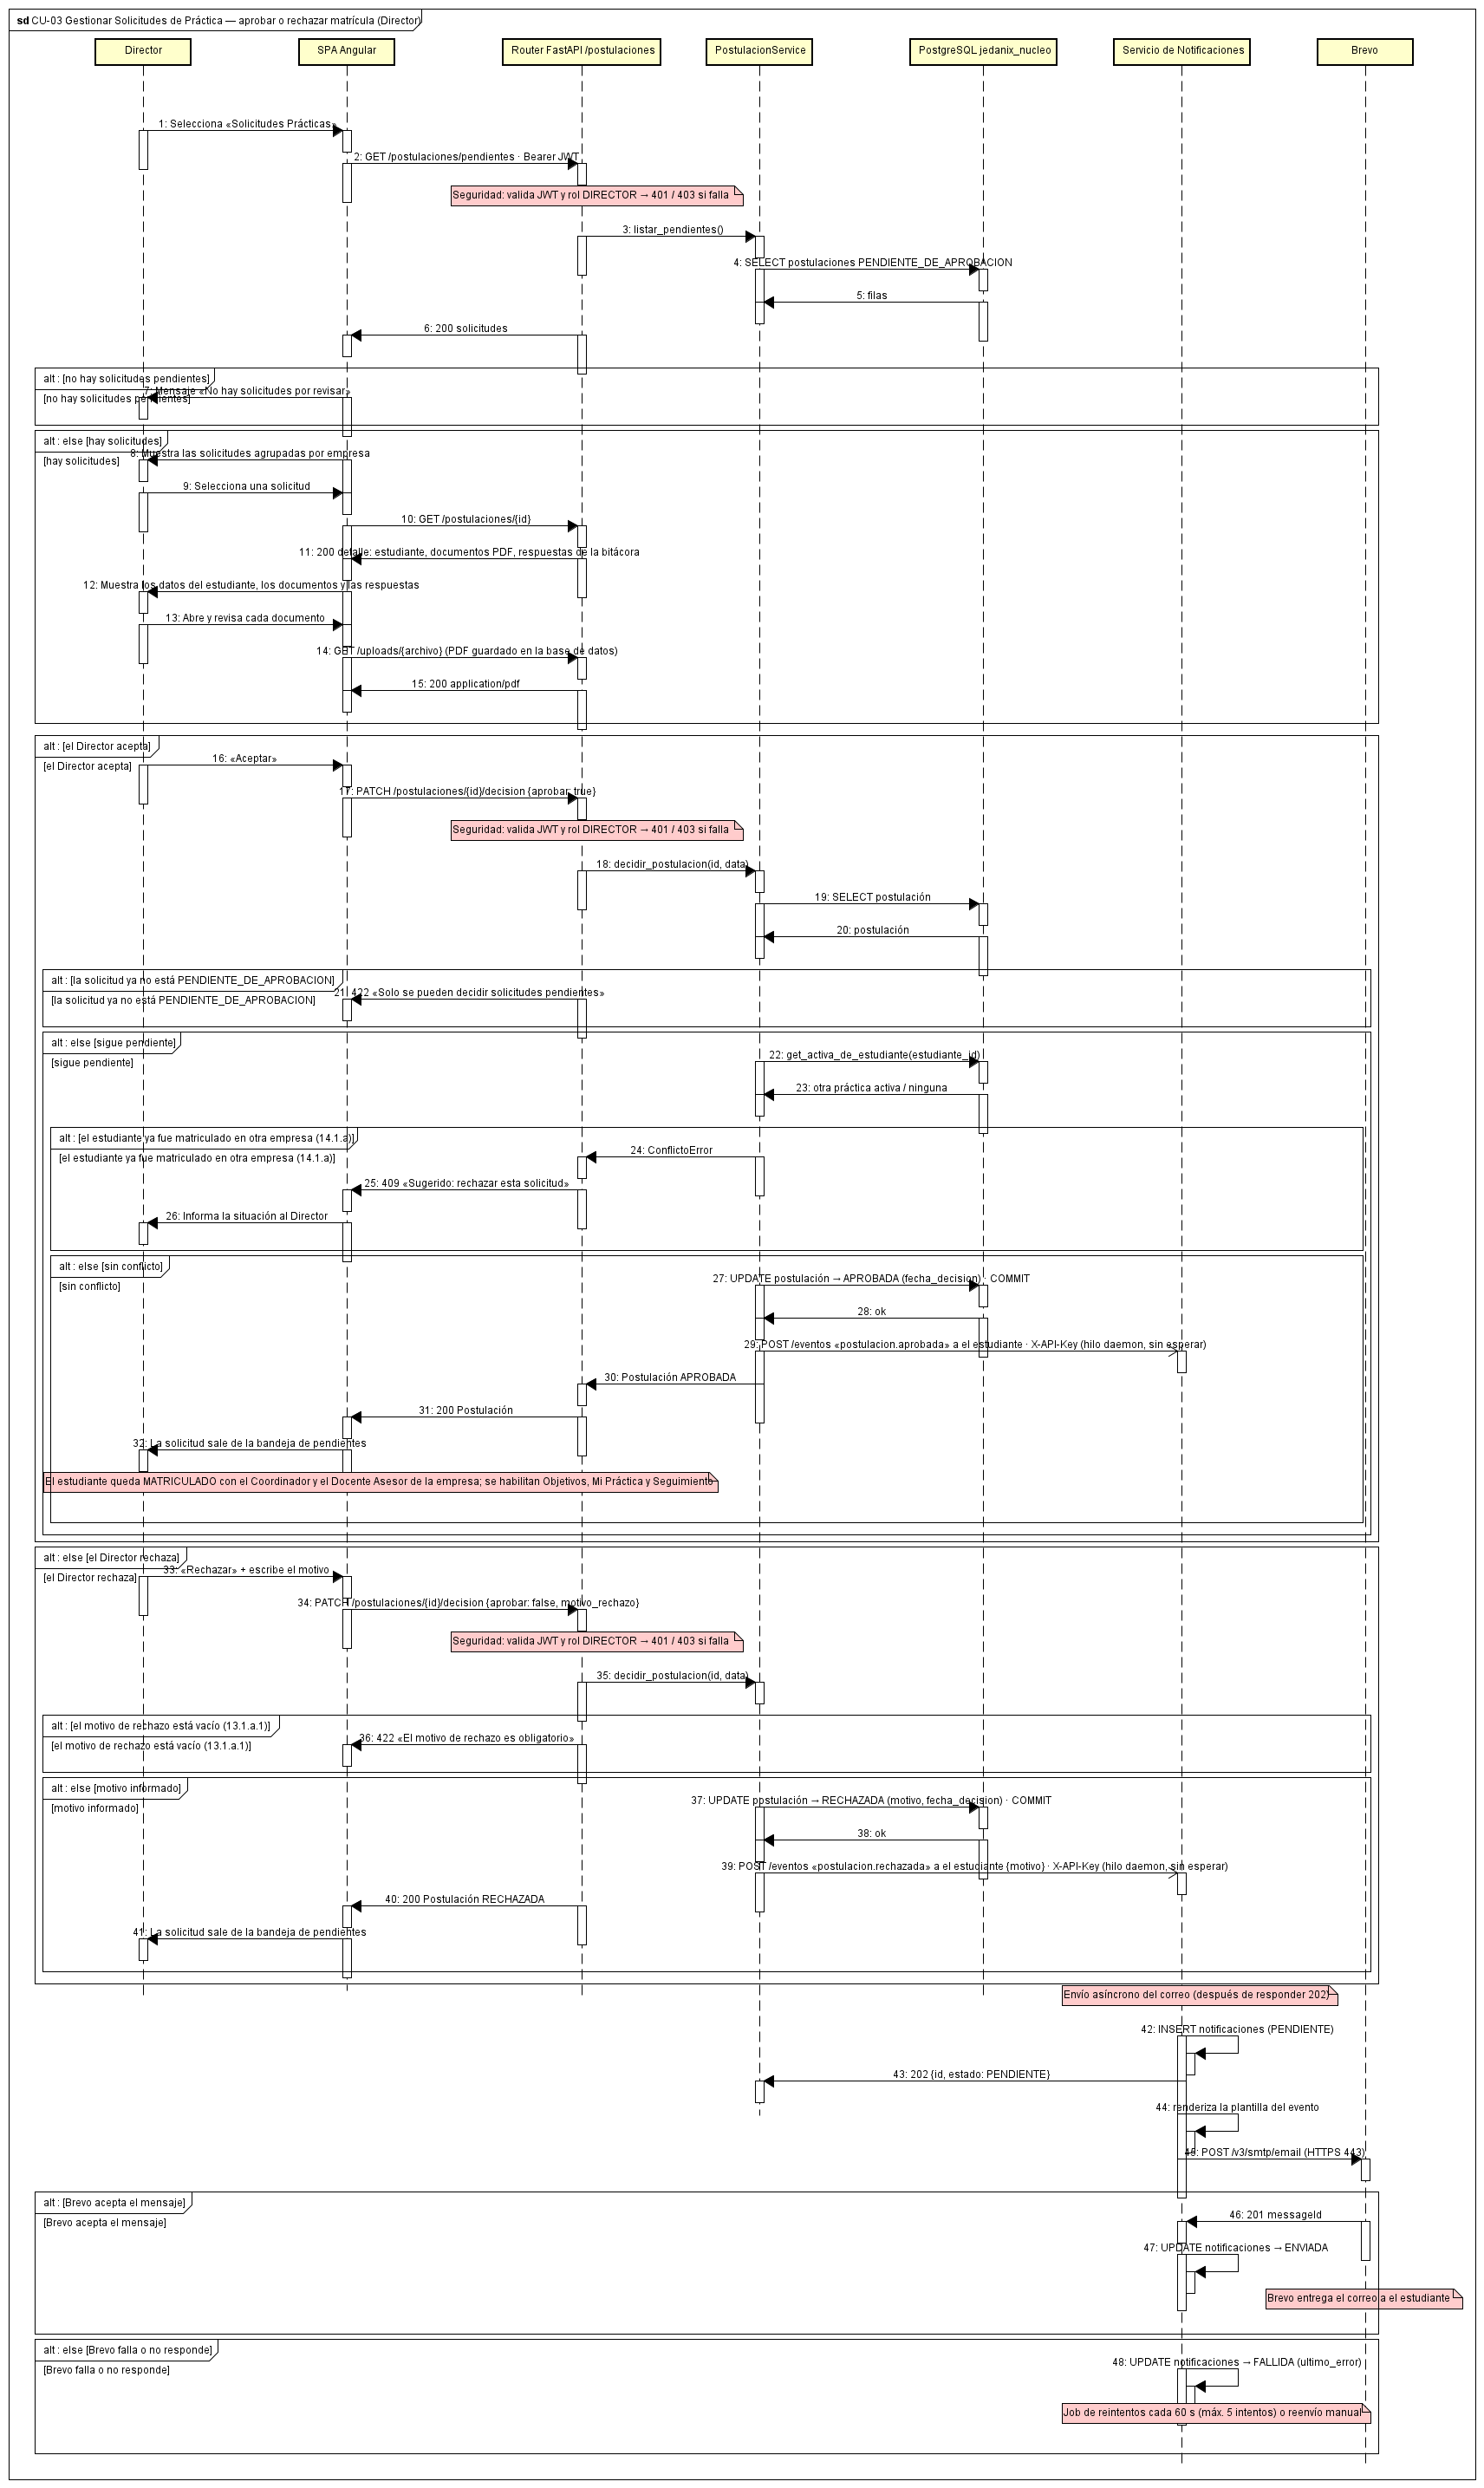 sd CU-03 Gestionar Solicitudes de Práctica — aprobar o rechazar matrícula (Director)
Director
SPA Angular
Router FastAPI /postulaciones
PostulacionService
PostgreSQL jedanix_nucleo
Servicio de Notificaciones
Brevo
1: Selecciona «Solicitudes Prácticas»
2: GET /postulaciones/pendientes · Bearer JWT
Seguridad: valida JWT y rol DIRECTOR → 401 / 403 si falla
3: listar_pendientes()
4: SELECT postulaciones PENDIENTE_DE_APROBACION
5: filas
6: 200 solicitudes
alt : [no hay solicitudes pendientes]
7: Mensaje «No hay solicitudes por revisar»
[no hay solicitudes pendientes]
alt : else [hay solicitudes]
8: Muestra las solicitudes agrupadas por empresa
[hay solicitudes]
9: Selecciona una solicitud
10: GET /postulaciones/{id}
11: 200 detalle: estudiante, documentos PDF, respuestas de la bitácora
12: Muestra los datos del estudiante, los documentos y las respuestas
13: Abre y revisa cada documento
14: GET /uploads/{archivo} (PDF guardado en la base de datos)
15: 200 application/pdf
alt : [el Director acepta]
16: «Aceptar»
[el Director acepta]
17: PATCH /postulaciones/{id}/decision {aprobar: true}
Seguridad: valida JWT y rol DIRECTOR → 401 / 403 si falla
18: decidir_postulacion(id, data)
19: SELECT postulación
20: postulación
alt : [la solicitud ya no está PENDIENTE_DE_APROBACION]
21: 422 «Solo se pueden decidir solicitudes pendientes»
[la solicitud ya no está PENDIENTE_DE_APROBACION]
alt : else [sigue pendiente]
22: get_activa_de_estudiante(estudiante_id)
[sigue pendiente]
23: otra práctica activa / ninguna
alt : [el estudiante ya fue matriculado en otra empresa (14.1.a)]
24: ConflictoError
[el estudiante ya fue matriculado en otra empresa (14.1.a)]
25: 409 «Sugerido: rechazar esta solicitud»
26: Informa la situación al Director
alt : else [sin conflicto]
27: UPDATE postulación → APROBADA (fecha_decision) · COMMIT
[sin conflicto]
28: ok
29: POST /eventos «postulacion.aprobada» a el estudiante · X-API-Key (hilo daemon, sin esperar)
30: Postulación APROBADA
31: 200 Postulación
32: La solicitud sale de la bandeja de pendientes
El estudiante queda MATRICULADO con el Coordinador y el Docente Asesor de la empresa; se habilitan Objetivos, Mi Práctica y Seguimiento
alt : else [el Director rechaza]
33: «Rechazar» + escribe el motivo
[el Director rechaza]
34: PATCH /postulaciones/{id}/decision {aprobar: false, motivo_rechazo}
Seguridad: valida JWT y rol DIRECTOR → 401 / 403 si falla
35: decidir_postulacion(id, data)
alt : [el motivo de rechazo está vacío (13.1.a.1)]
36: 422 «El motivo de rechazo es obligatorio»
[el motivo de rechazo está vacío (13.1.a.1)]
alt : else [motivo informado]
37: UPDATE postulación → RECHAZADA (motivo, fecha_decision) · COMMIT
[motivo informado]
38: ok
39: POST /eventos «postulacion.rechazada» a el estudiante {motivo} · X-API-Key (hilo daemon, sin esperar)
40: 200 Postulación RECHAZADA
41: La solicitud sale de la bandeja de pendientes
Envío asíncrono del correo (después de responder 202)
42: INSERT notificaciones (PENDIENTE)
43: 202 {id, estado: PENDIENTE}
44: renderiza la plantilla del evento
45: POST /v3/smtp/email (HTTPS 443)
alt : [Brevo acepta el mensaje]
46: 201 messageId
[Brevo acepta el mensaje]
47: UPDATE notificaciones → ENVIADA
Brevo entrega el correo a el estudiante
alt : else [Brevo falla o no responde]
48: UPDATE notificaciones → FALLIDA (ultimo_error)
[Brevo falla o no responde]
Job de reintentos cada 60 s (máx. 5 intentos) o reenvío manual